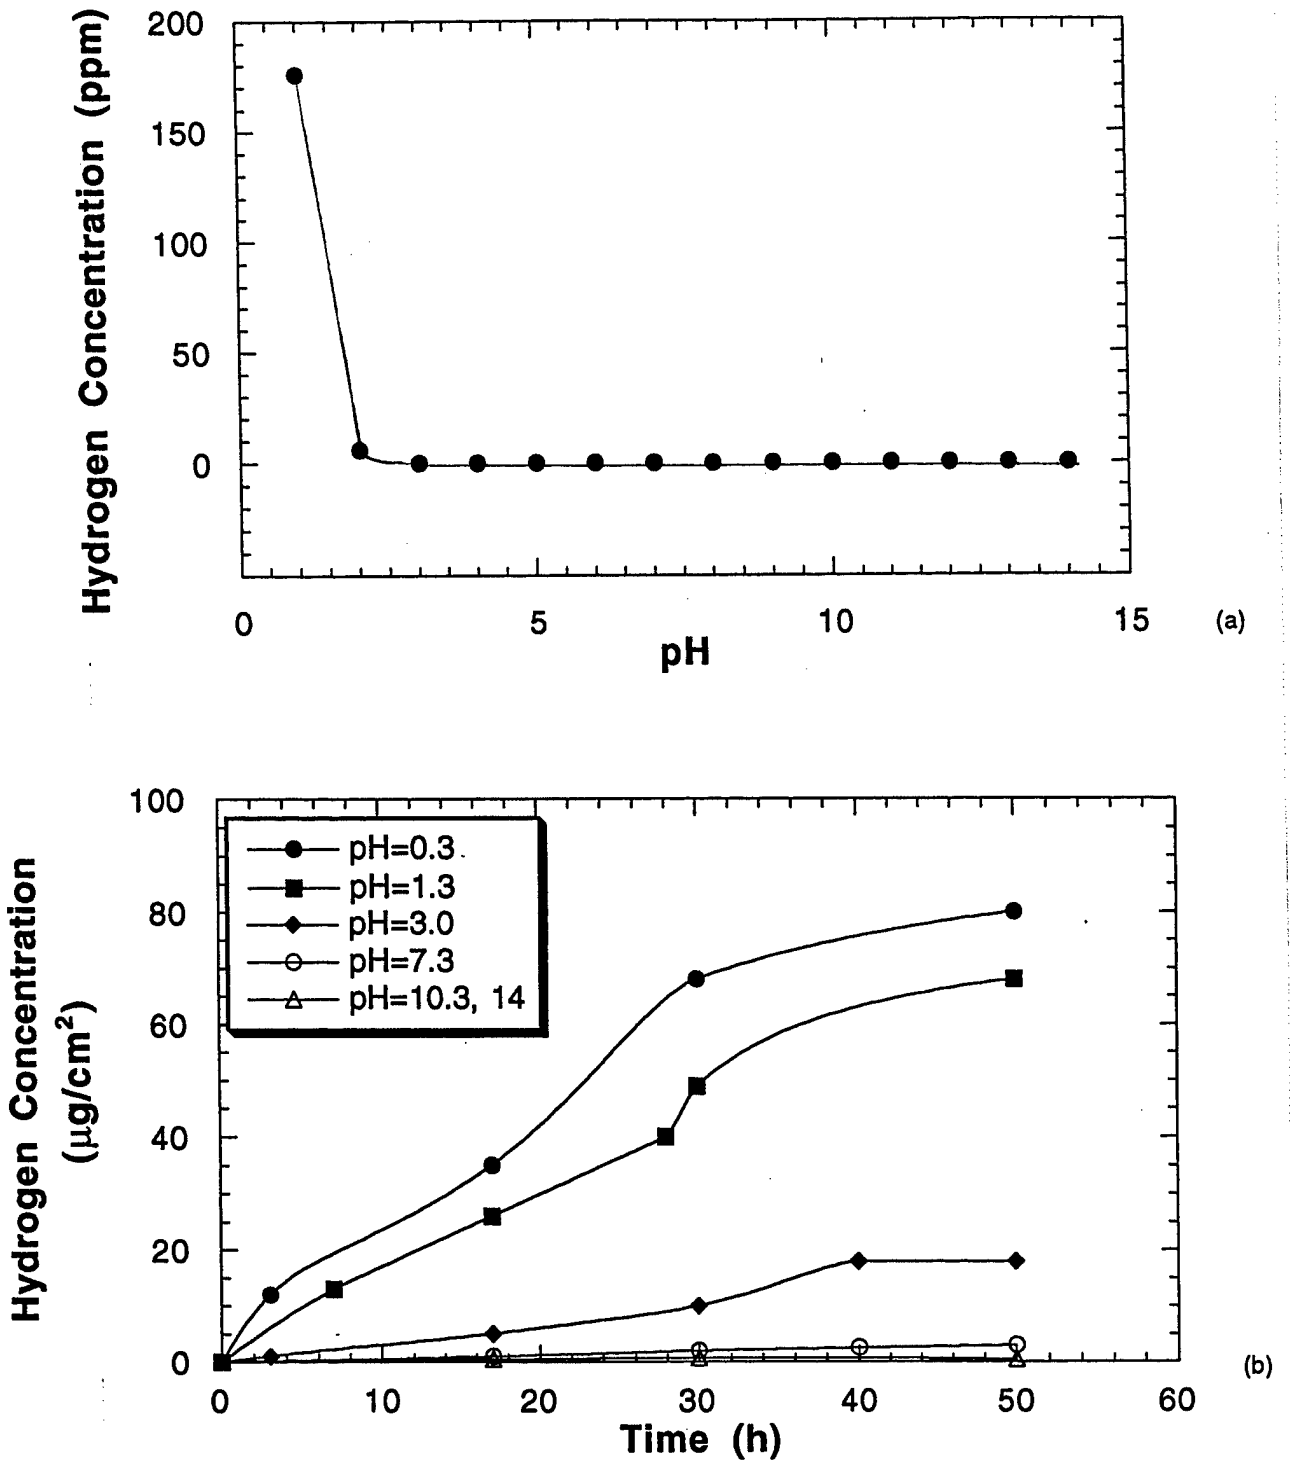 Hydrogen Concentration (ppm)
200
150
100
50
0
0 5 10 15
pH
(a)
Hydrogen Concentration
(μg/cm²)
100
80
60
40
20
0
pH=0.3
pH=1.3
pH=3.0
pH=7.3
pH=10.3, 14
0 10 20 30 40 50 60
Time (h)
(b)